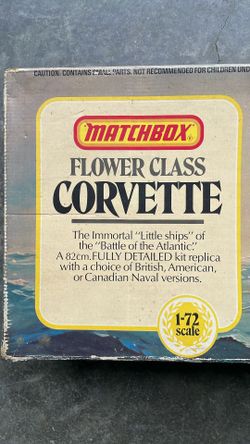 CAUTION. CONTAINS SMALL PARTS. NOT RECOMMENDED FOR CHILDREN UND
MATCHBOX
FLOWER CLASS
CORVETTE
The Immortal "Little ships" of
the "Battle of the Atlantic."
A 82cm. FULLY DETAILED kit replica
with a choice of British, American,
or Canadian Naval versions.
1-72
scale